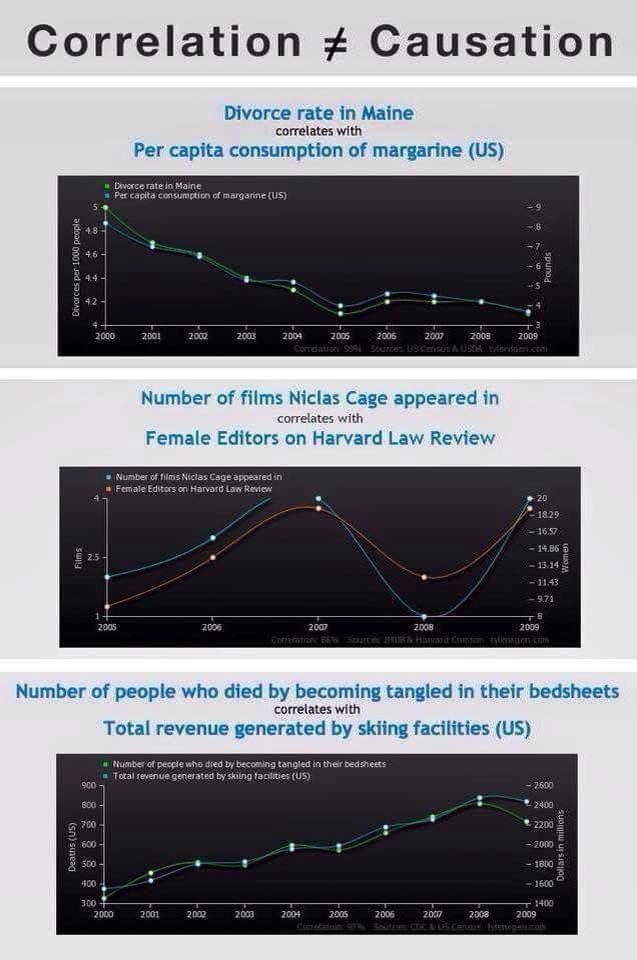 Correlation ≠ Causation
Divorce rate in Maine
correlates with
Per capita consumption of margarine (US)
Divorce rate in Maine
Per capita consumption of margarine (US)
Divorces per 1000 people
5
4.8
4.6
4.4
4.2
4
9
8
7
6
5
4
3
Pounds
2000 2001 2002 2003 2004 2005 2006 2007 2008 2009
Correlation: 99% Sources: US Census & USDA tylervigen.com
Number of films Niclas Cage appeared in
correlates with
Female Editors on Harvard Law Review
Number of films Niclas Cage appeared in
Female Editors on Harvard Law Review
Films
4
2.5
1
20
18.29
16.57
14.86
13.14
11.43
9.71
8
Women
2005 2006 2007 2008 2009
Correlation: 86% Sources: IMDB & Harvard Crimson tylervigen.com
Number of people who died by becoming tangled in their bedsheets
correlates with
Total revenue generated by skiing facilities (US)
Number of people who died by becoming tangled in their bedsheets
Total revenue generated by skiing facilities (US)
Deaths (US)
900
800
700
600
500
400
300
2600
2400
2200
2000
1800
1600
1400
Dollars in millions
2000 2001 2002 2003 2004 2005 2006 2007 2008 2009
Correlation: 97% Sources: CDC & US Census tylervigen.com